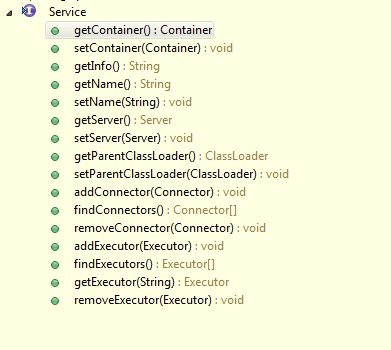 Service
getContainer() : Container
setContainer(Container) : void
getInfo() : String
getName() : String
setName(String) : void
getServer() : Server
setServer(Server) : void
getParentClassLoader() : ClassLoader
setParentClassLoader(ClassLoader) : void
addConnector(Connector) : void
findConnectors() : Connector[]
removeConnector(Connector) : void
addExecutor(Executor) : void
findExecutors() : Executor[]
getExecutor(String) : Executor
removeExecutor(Executor) : void